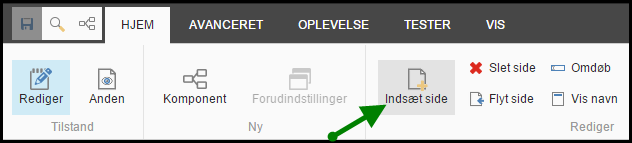 HJEM AVANCERET OPLEVELSE TESTER VIS
Rediger Anden Komponent Forudindstillinger Indsæt side Slet side Omdøb
Flyt side Vis navn
Tilstand Ny Rediger